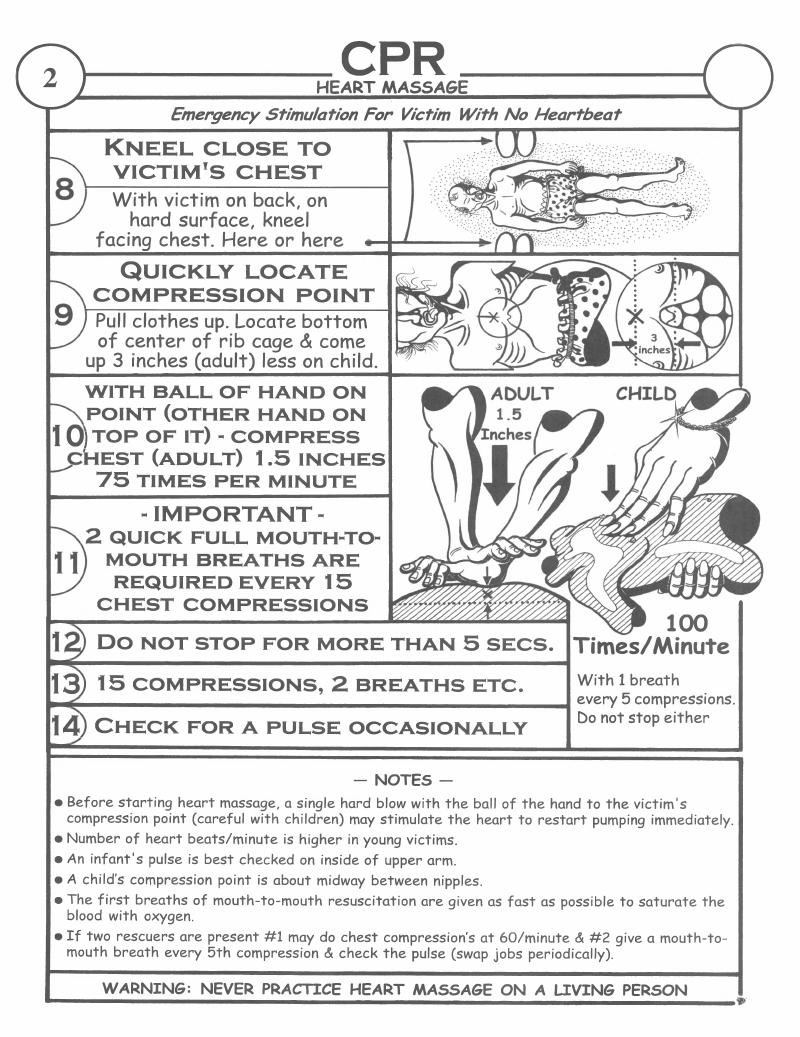 2
CPR
HEART MASSAGE
Emergency Stimulation For Victim With No Heartbeat
8
KNEEL CLOSE TO
VICTIM'S CHEST
With victim on back, on
hard surface, kneel
facing chest. Here or here
9
QUICKLY LOCATE
COMPRESSION POINT
Pull clothes up. Locate bottom
of center of rib cage & come
up 3 inches (adult) less on child.
3
inches
10
WITH BALL OF HAND ON
POINT (OTHER HAND ON
TOP OF IT) - COMPRESS
CHEST (ADULT) 1.5 INCHES
75 TIMES PER MINUTE
ADULT
1.5
Inches
CHILD
11
- IMPORTANT -
2 QUICK FULL MOUTH-TO-
MOUTH BREATHS ARE
REQUIRED EVERY 15
CHEST COMPRESSIONS
100
Times/Minute
With 1 breath
every 5 compressions.
Do not stop either
12 DO NOT STOP FOR MORE THAN 5 SECS.
13 15 COMPRESSIONS, 2 BREATHS ETC.
14 CHECK FOR A PULSE OCCASIONALLY
— NOTES —
● Before starting heart massage, a single hard blow with the ball of the hand to the victim's
compression point (careful with children) may stimulate the heart to restart pumping immediately.
● Number of heart beats/minute is higher in young victims.
● An infant's pulse is best checked on inside of upper arm.
● A child's compression point is about midway between nipples.
● The first breaths of mouth-to-mouth resuscitation are given as fast as possible to saturate the
blood with oxygen.
● If two rescuers are present #1 may do chest compression's at 60/minute & #2 give a mouth-to-
mouth breath every 5th compression & check the pulse (swap jobs periodically).
WARNING: NEVER PRACTICE HEART MASSAGE ON A LIVING PERSON